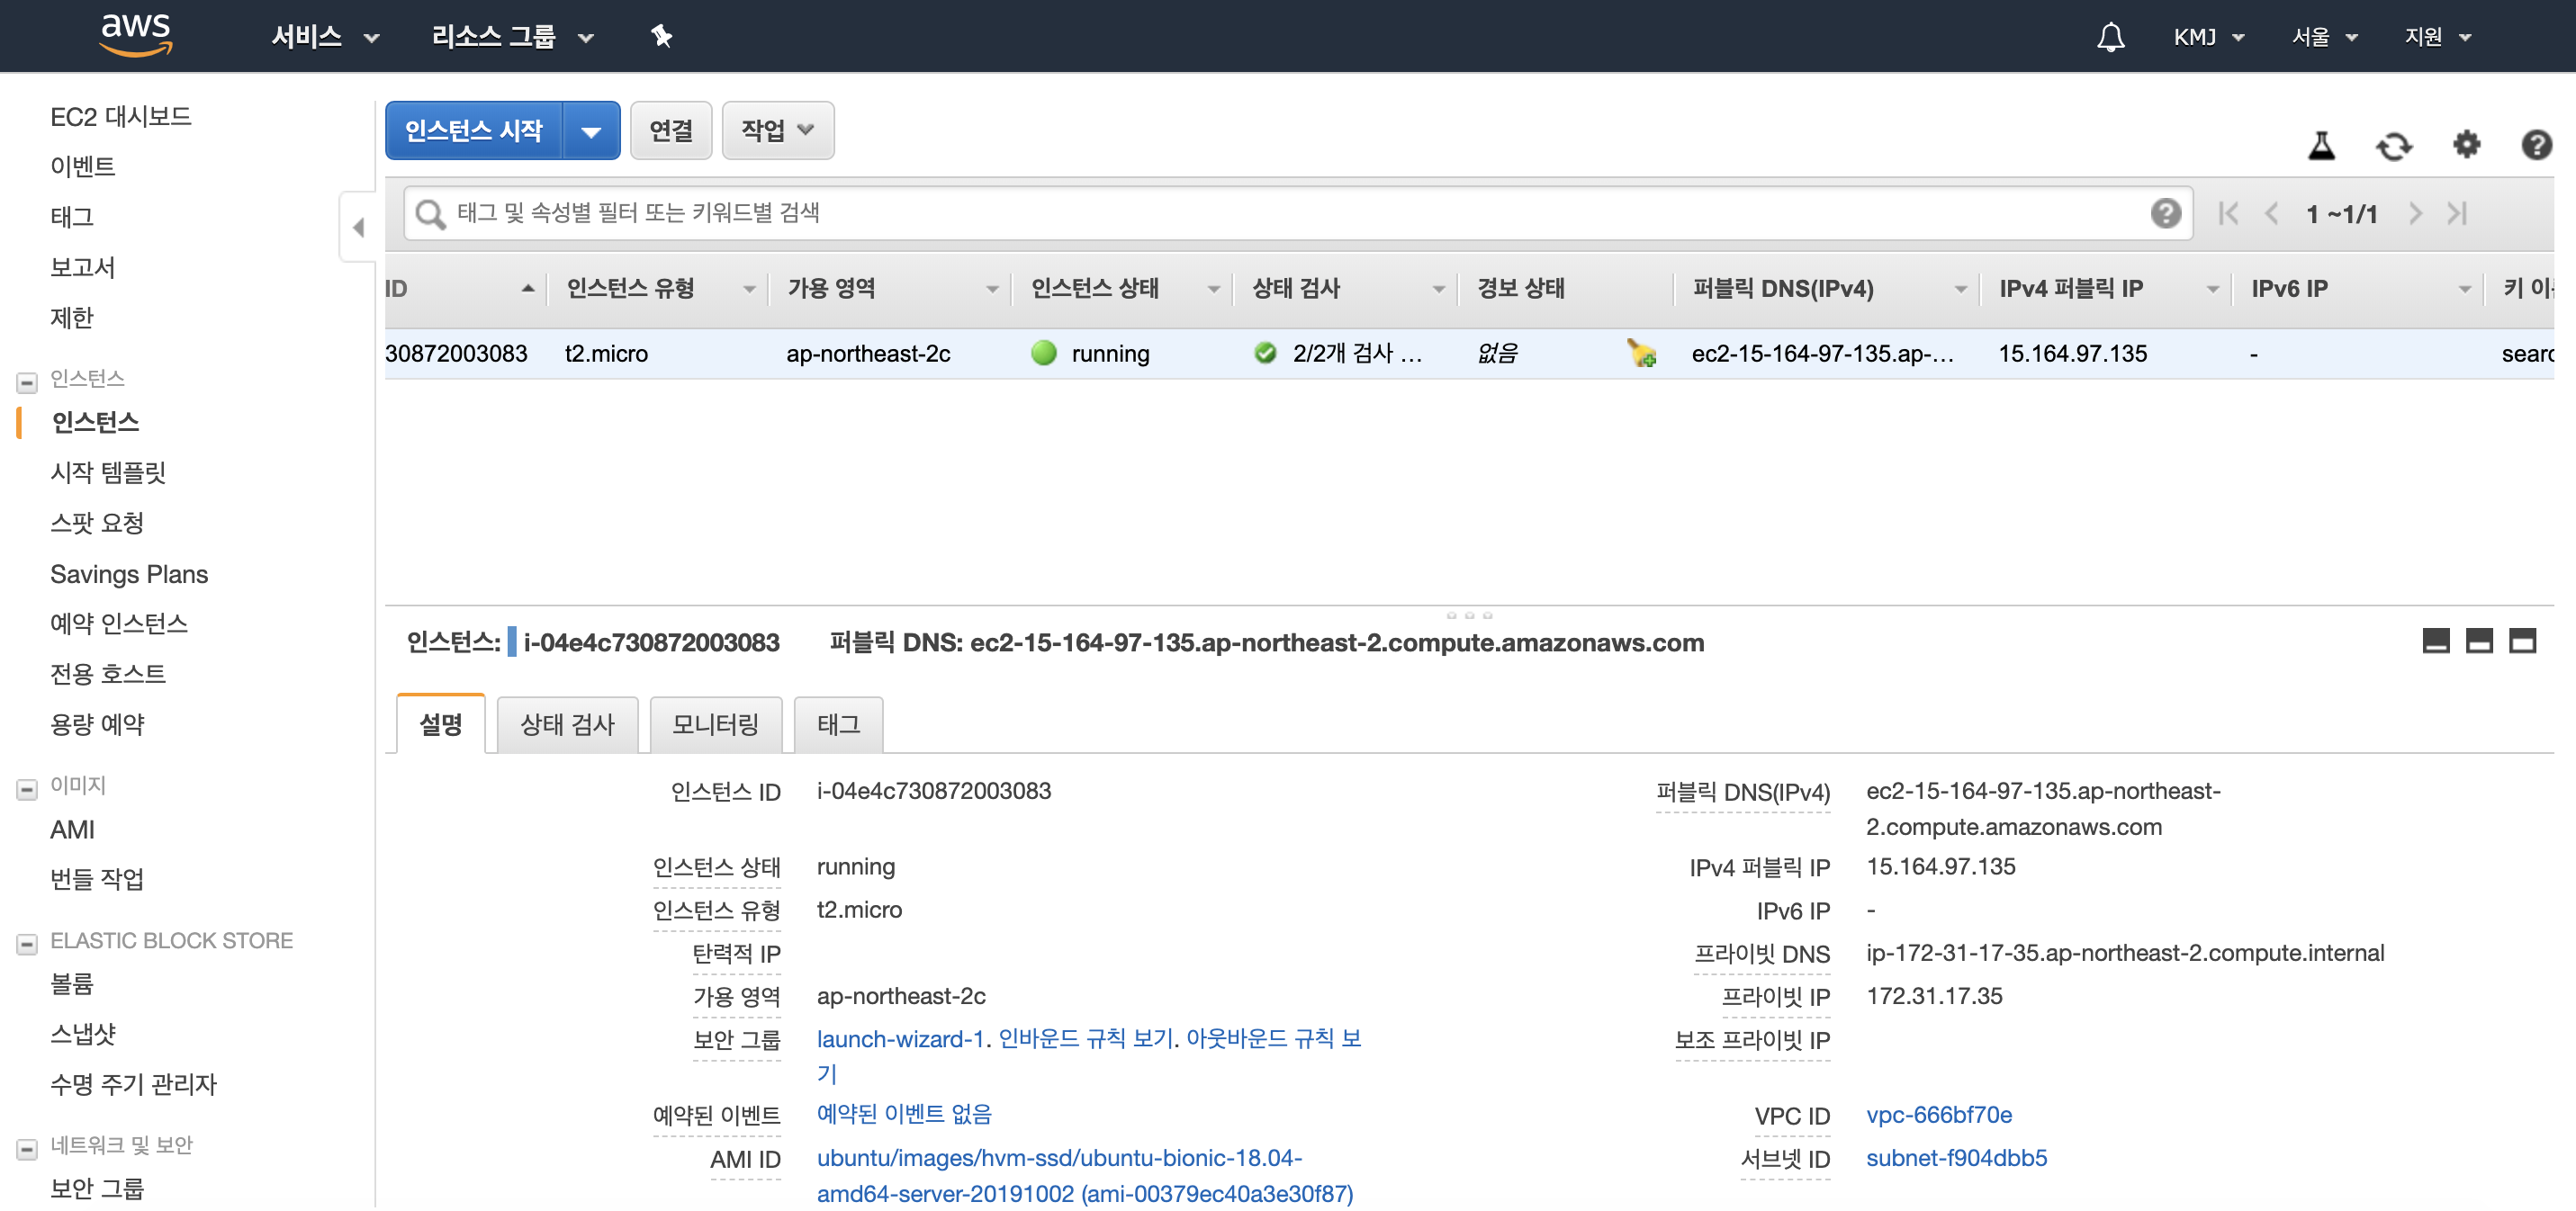 aws 서비스 리소스 그룹 KMJ 서울 지원
EC2 대시보드
이벤트
태그
보고서
제한
인스턴스
인스턴스
시작 템플릿
스팟 요청
Savings Plans
예약 인스턴스
전용 호스트
용량 예약
이미지
AMI
번들 작업
ELASTIC BLOCK STORE
볼륨
스냅샷
수명 주기 관리자
네트워크 및 보안
보안 그룹
인스턴스 시작 연결 작업
태그 및 속성별 필터 또는 키워드별 검색 1 ~1/1
ID 인스턴스 유형 가용 영역 인스턴스 상태 상태 검사 경보 상태 퍼블릭 DNS(IPv4) IPv4 퍼블릭 IP IPv6 IP 키
30872003083 t2.micro ap-northeast-2c running 2/2개 검사 ... 없음 ec2-15-164-97-135.ap-... 15.164.97.135 - searc
인스턴스: i-04e4c730872003083 퍼블릭 DNS: ec2-15-164-97-135.ap-northeast-2.compute.amazonaws.com
설명 상태 검사 모니터링 태그
인스턴스 ID i-04e4c730872003083
인스턴스 상태 running
인스턴스 유형 t2.micro
탄력적 IP
가용 영역 ap-northeast-2c
보안 그룹 launch-wizard-1. 인바운드 규칙 보기. 아웃바운드 규칙 보
기
예약된 이벤트 예약된 이벤트 없음
AMI ID ubuntu/images/hvm-ssd/ubuntu-bionic-18.04-
amd64-server-20191002 (ami-00379ec40a3e30f87)
퍼블릭 DNS(IPv4) ec2-15-164-97-135.ap-northeast-
2.compute.amazonaws.com
IPv4 퍼블릭 IP 15.164.97.135
IPv6 IP -
프라이빗 DNS ip-172-31-17-35.ap-northeast-2.compute.internal
프라이빗 IP 172.31.17.35
보조 프라이빗 IP
VPC ID vpc-666bf70e
서브넷 ID subnet-f904dbb5